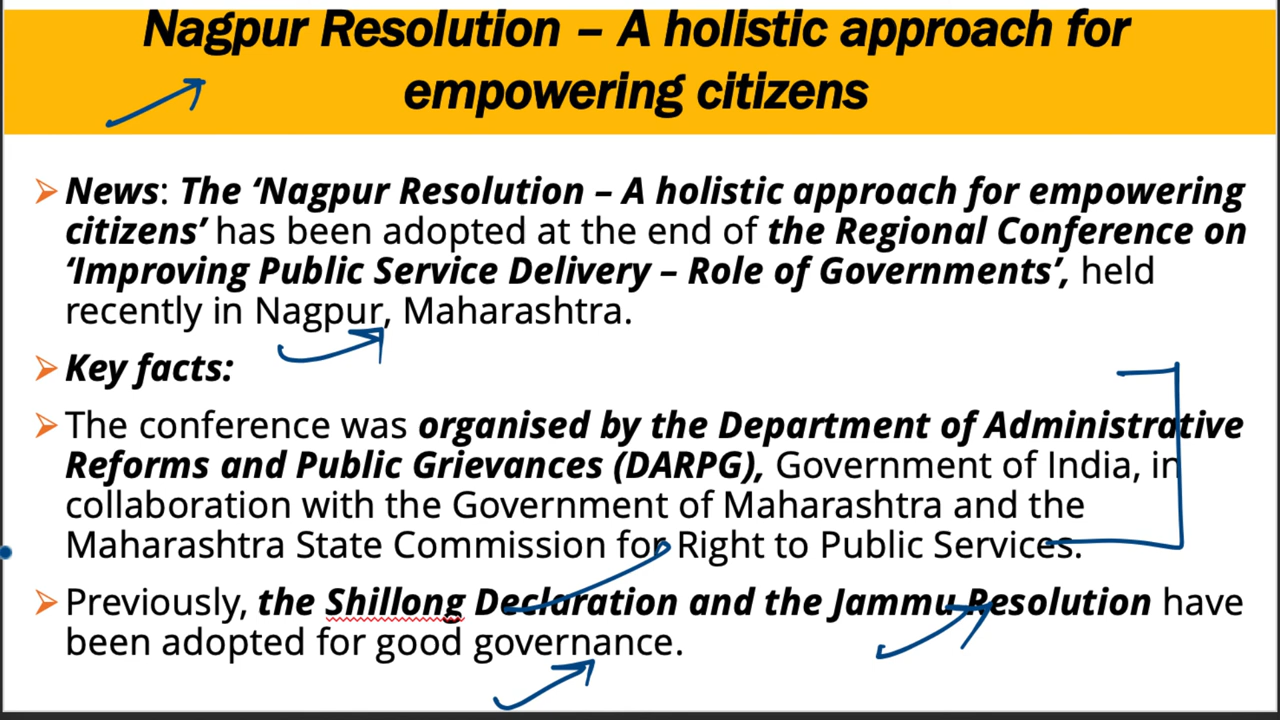 Nagpur Resolution – A holistic approach for
empowering citizens
News: The ‘Nagpur Resolution – A holistic approach for empowering
citizens’ has been adopted at the end of the Regional Conference on
‘Improving Public Service Delivery – Role of Governments’, held
recently in Nagpur, Maharashtra.
Key facts:
The conference was organised by the Department of Administrative
Reforms and Public Grievances (DARPG), Government of India, in
collaboration with the Government of Maharashtra and the
Maharashtra State Commission for Right to Public Services.
Previously, the Shillong Declaration and the Jammu Resolution have
been adopted for good governance.